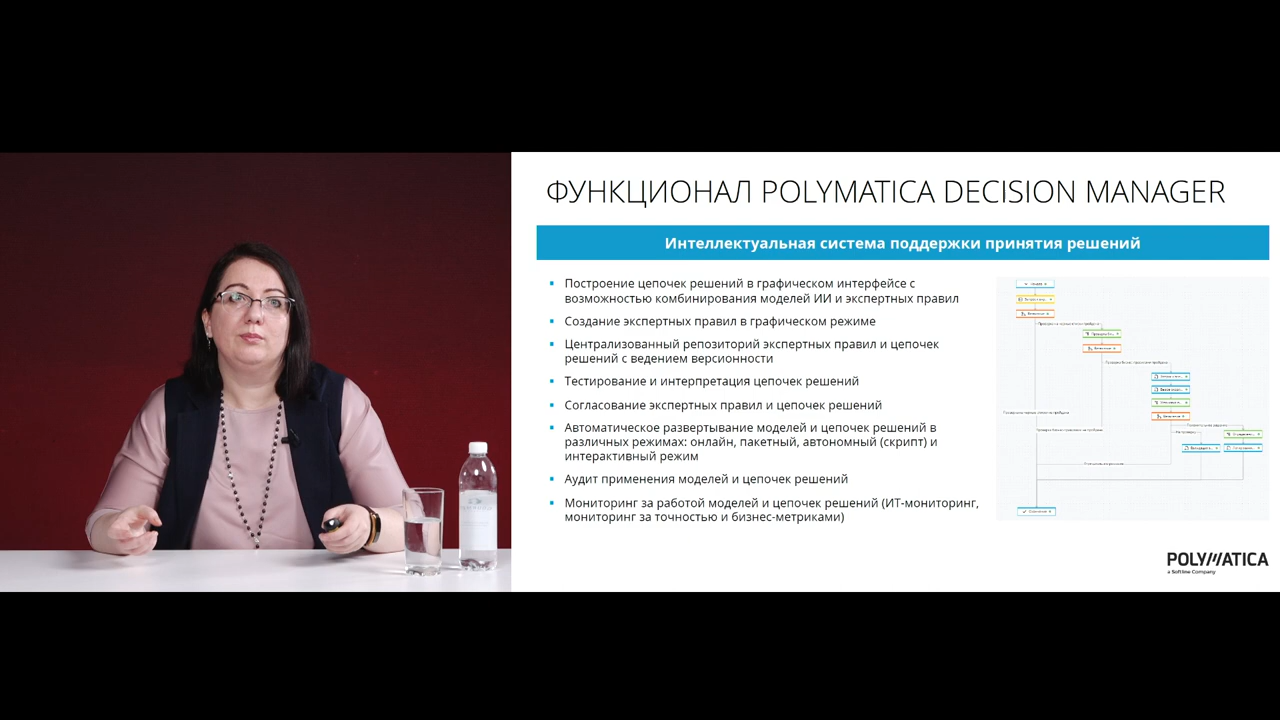 ФУНКЦИОНАЛ POLYMATICA DECISION MANAGER
Интеллектуальная система поддержки принятия решений
Построение цепочек решений в графическом интерфейсе с
возможностью комбинирования моделей ИИ и экспертных правил
Создание экспертных правил в графическом режиме
Централизованный репозиторий экспертных правил и цепочек
решений с ведением версионности
Тестирование и интерпретация цепочек решений
Согласование экспертных правил и цепочек решений
Автоматическое развертывание моделей и цепочек решений в
различных режимах: онлайн, пакетный, автономный (скрипт) и
интерактивный режим
Аудит применения моделей и цепочек решений
Мониторинг за работой моделей и цепочек решений (ИТ-мониторинг,
мониторинг за точностью и бизнес-метриками)
POLYMATICA
a Softline Company